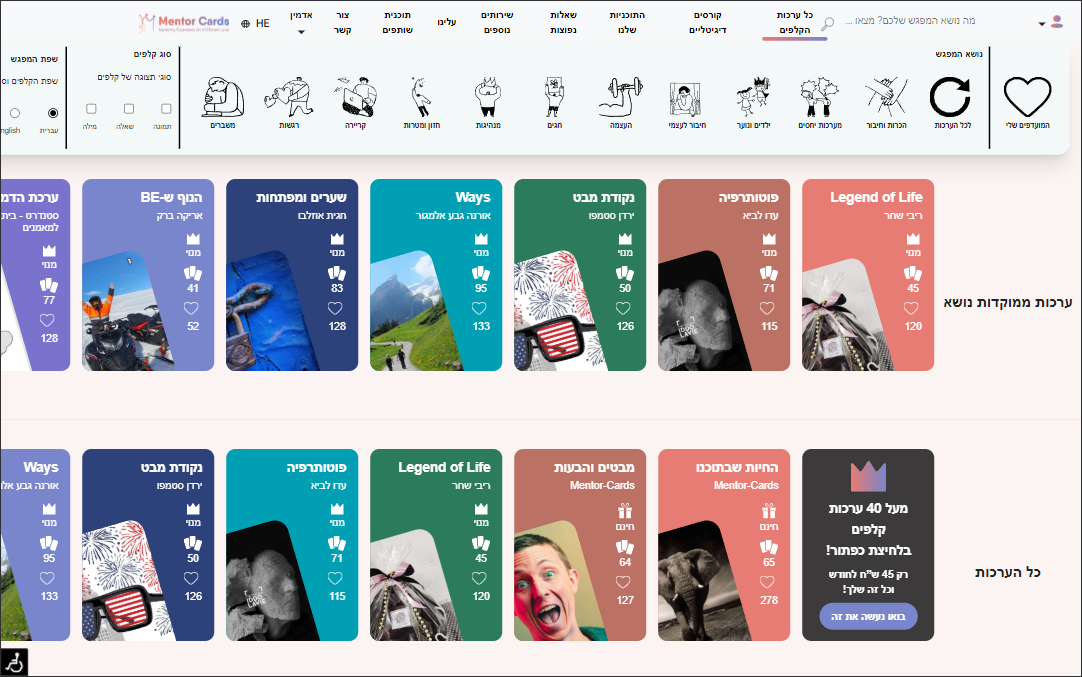 מה נושא המפגש שלכם? מצאו ...
כל ערכות
הקלפים
קורסים
דיגיטליים
התוכניות
שלנו
שאלות
נפוצות
שירותים
נוספים
עלינו
תוכנית
שותפים
צור
קשר
אדמין
HE
Mentor Cards
נושא המפגש
המועדפים שלי
לכל הערכות
הכרות וחיבור
מערכות יחסים
ילדים ונוער
חיבור לעצמי
העצמה
חגים
מנהיגות
חזון ומטרות
קריירה
רגשות
משברים
סוג קלפים
סוגי תצוגה של קלפים
תמונה
שאלה
מילה
שפת המפגש
שפת הקלפים וס
עברית
nglish
ערכות ממוקדות נושא
Legend of Life
ריבי שחר
מנוי
45
120
פוטותרפיה
עדו לביא
מנוי
71
115
נקודת מבט
ירדן סטמפו
מנוי
50
126
Ways
אורנה גבע אלמגור
מנוי
95
133
שערים ומפתחות
חגית אוזלבו
מנוי
83
128
הנוף ש-BE
אריקה ברק
מנוי
41
52
ערכת הדמ
סטנדרס - בית
למאמנים
מנוי
77
128
כל הערכות
מעל 40 ערכות
קלפים
בלחיצת כפתור!
רק 45 ש"ח לחודש
וכל זה שלך!
בואו נעשה את זה
החיות שבתוכנו
Mentor-Cards
חינם
65
278
מבטים והבעות
Mentor-Cards
חינם
64
127
Legend of Life
ריבי שחר
מנוי
45
120
פוטותרפיה
עדו לביא
מנוי
71
115
נקודת מבט
ירדן סטמפו
מנוי
50
126
Ways
אורנה גבע אלמ
מנוי
95
133